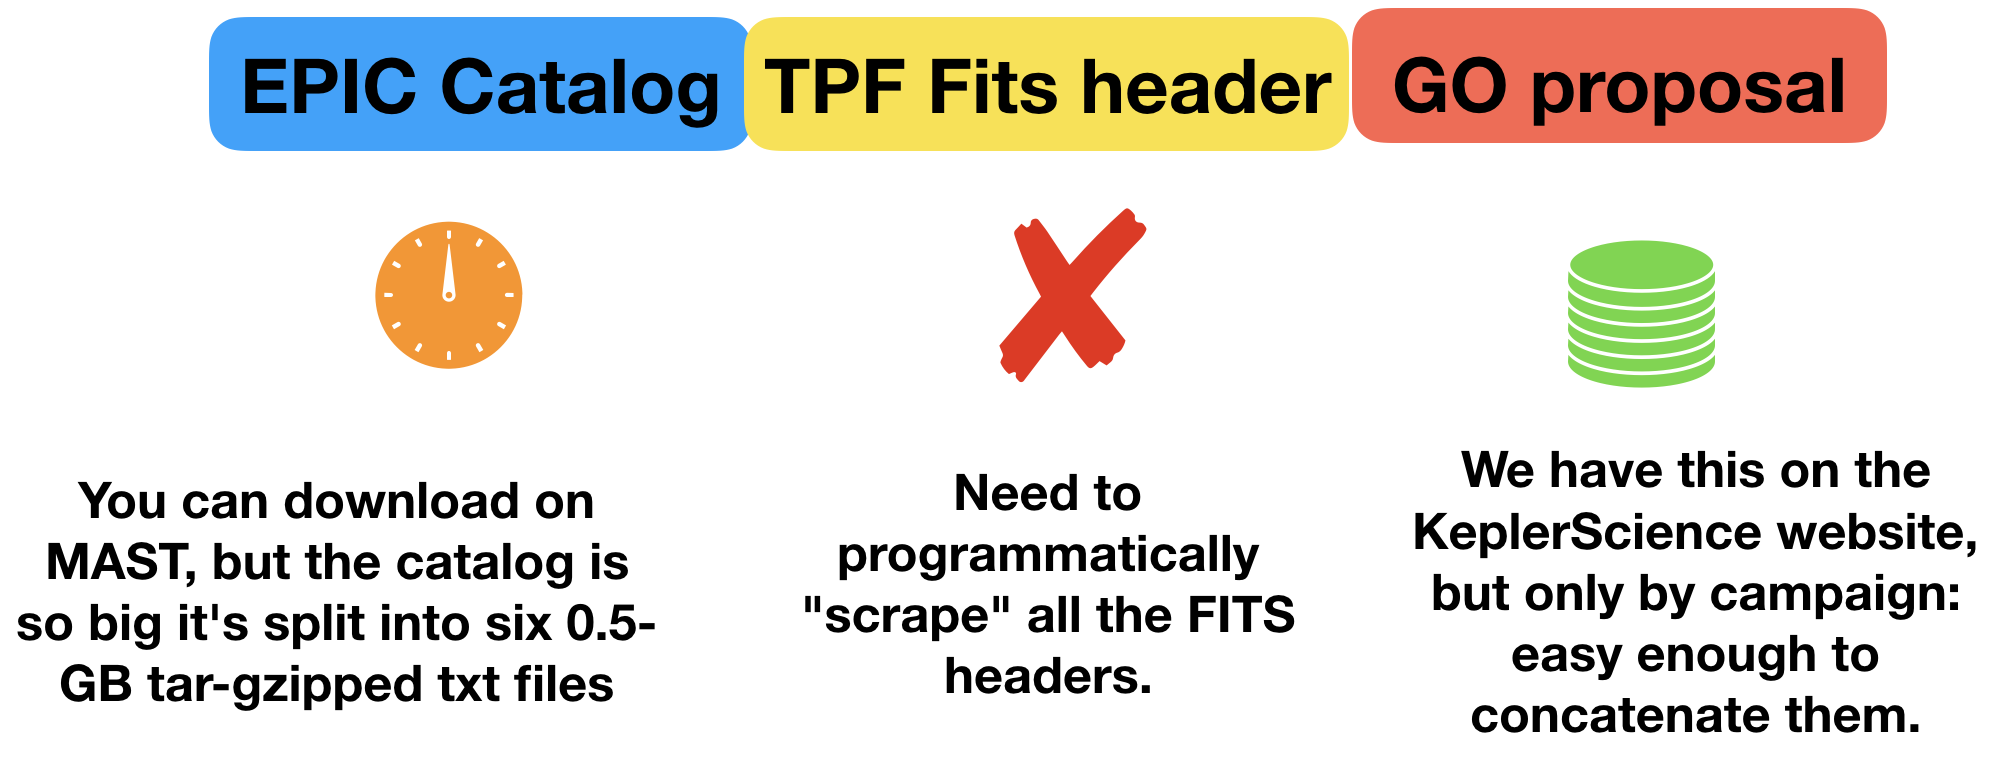 EPIC Catalog
TPF Fits header
GO proposal
You can download on
MAST, but the catalog is
so big it's split into six 0.5-
GB tar-gzipped txt files
Need to
programmatically
"scrape" all the FITS
headers.
We have this on the
KeplerScience website,
but only by campaign:
easy enough to
concatenate them.